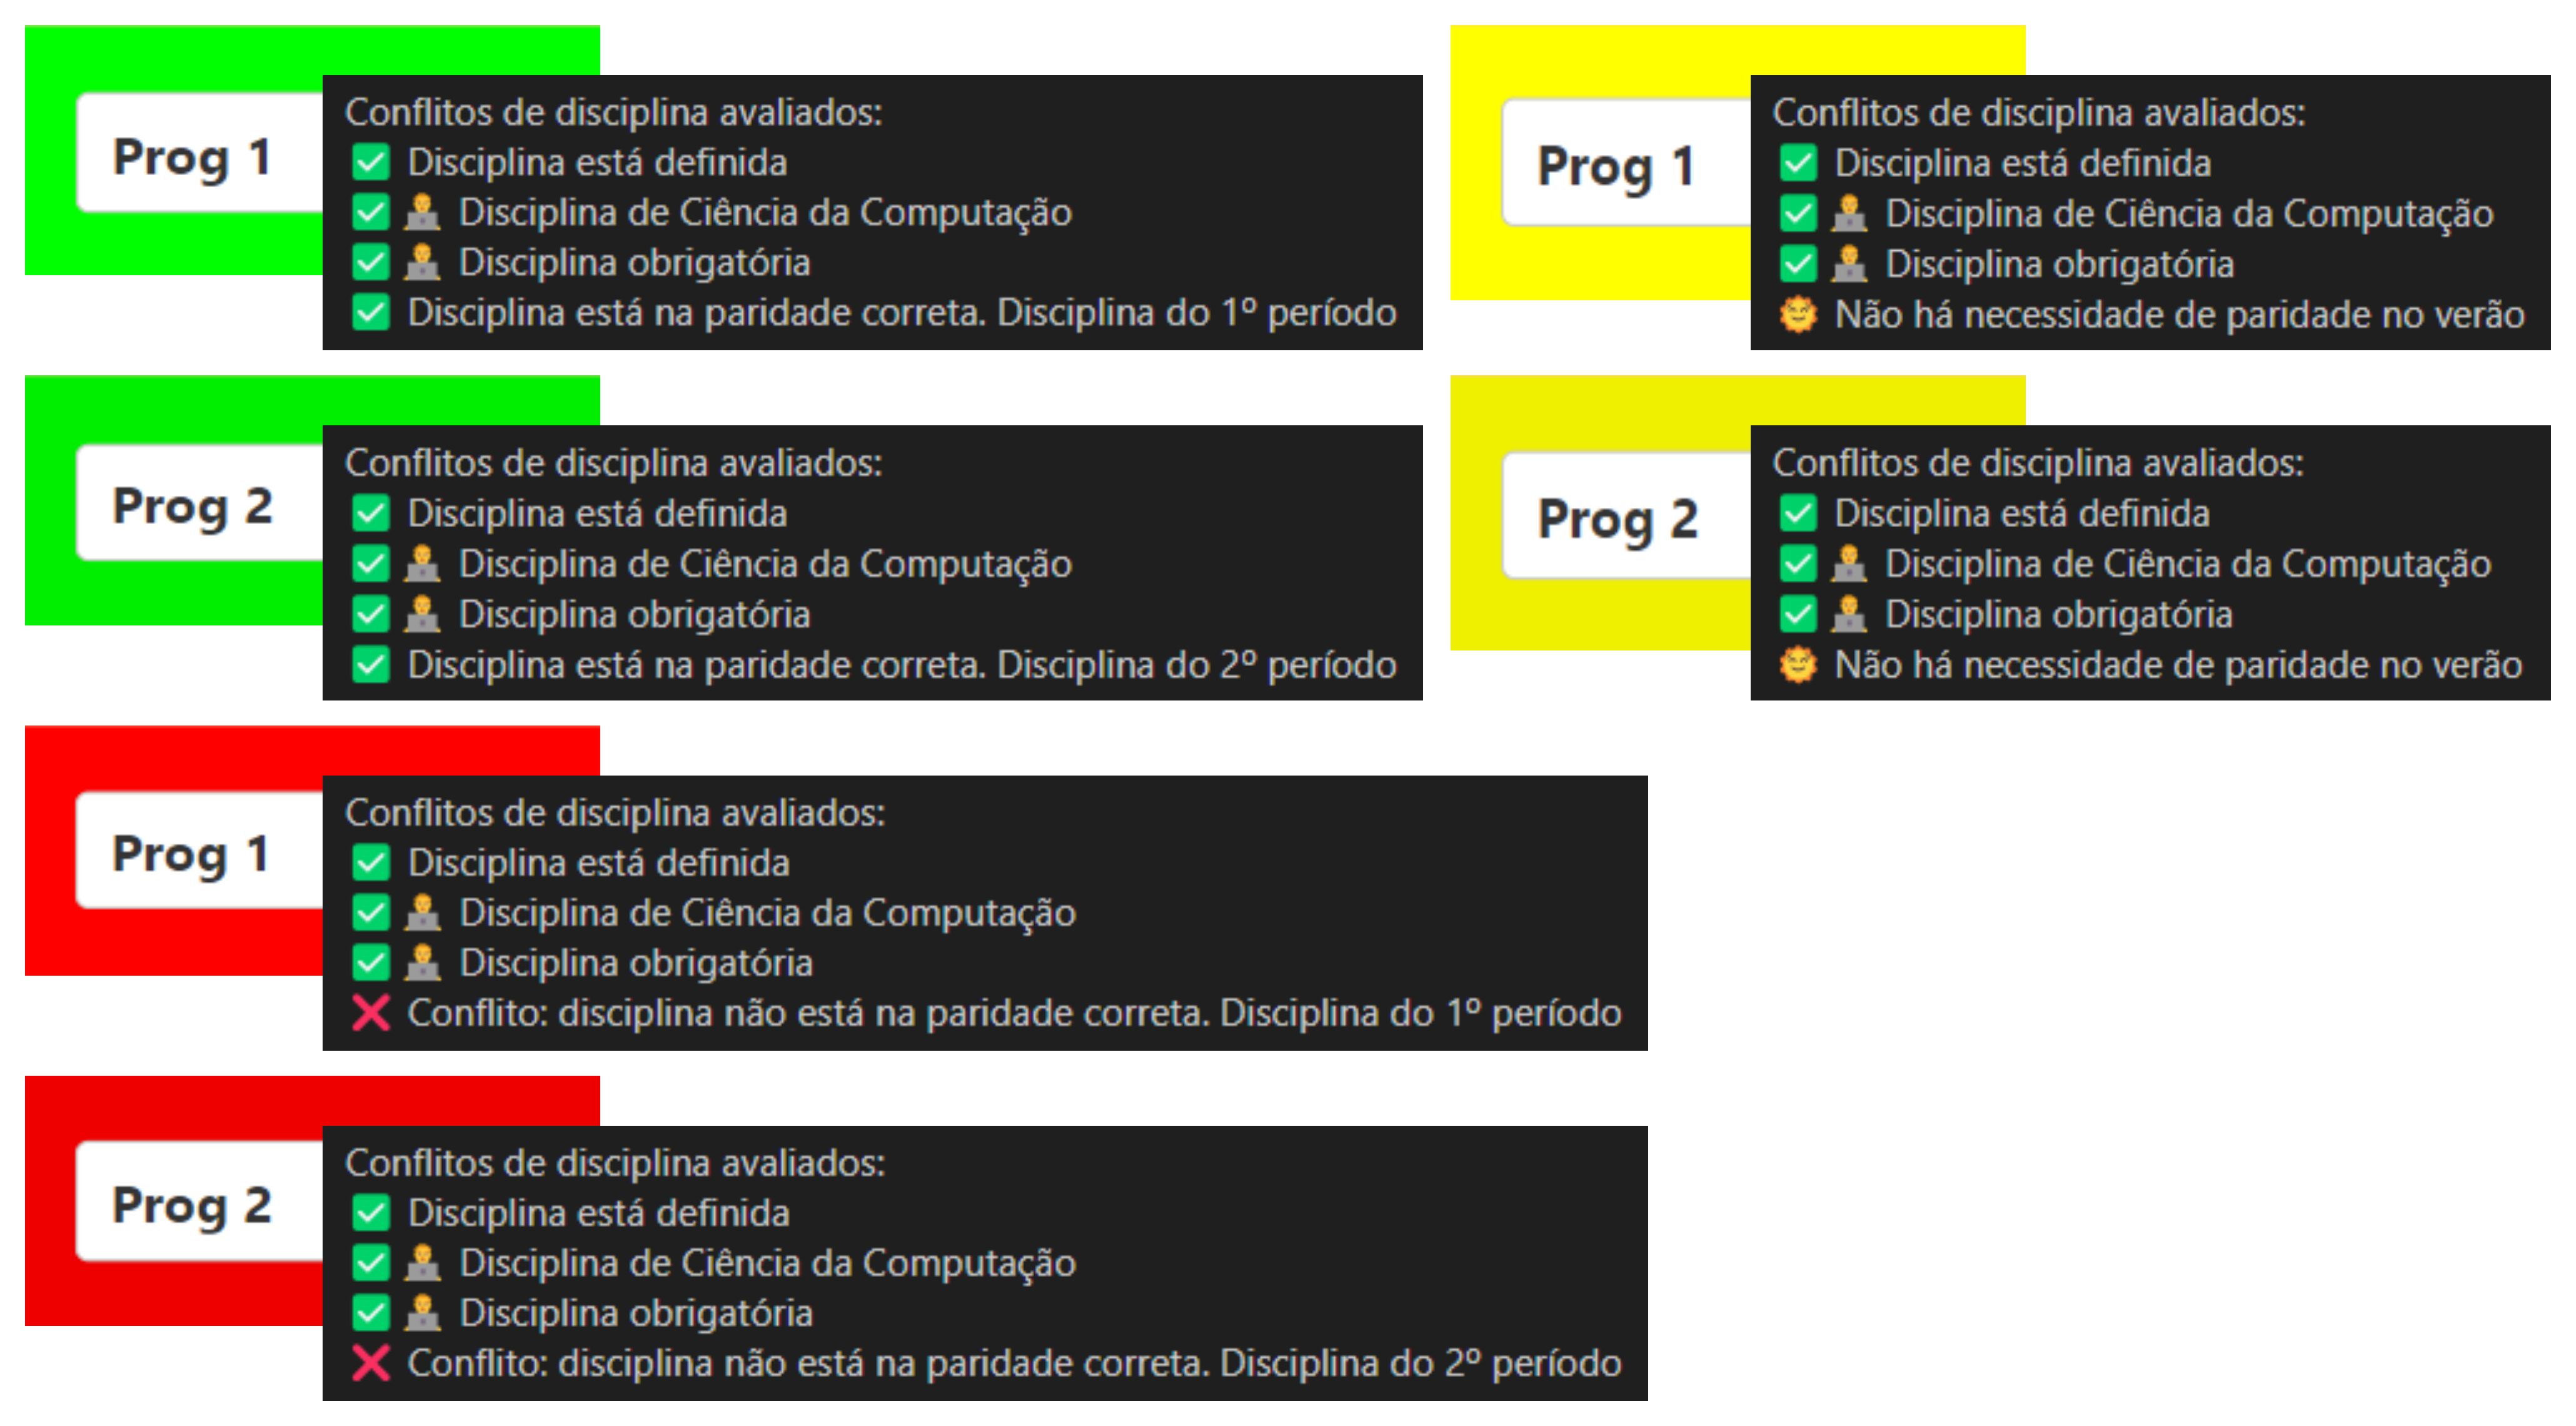 Prog 1
Conflitos de disciplina avaliados:
✅ Disciplina está definida
✅ 👨‍💻 Disciplina de Ciência da Computação
✅ 👨‍💻 Disciplina obrigatória
✅ Disciplina está na paridade correta. Disciplina do 1º período
Prog 1
Conflitos de disciplina avaliados:
✅ Disciplina está definida
✅ 👨‍💻 Disciplina de Ciência da Computação
✅ 👨‍💻 Disciplina obrigatória
🌞 Não há necessidade de paridade no verão
Prog 2
Conflitos de disciplina avaliados:
✅ Disciplina está definida
✅ 👨‍💻 Disciplina de Ciência da Computação
✅ 👨‍💻 Disciplina obrigatória
✅ Disciplina está na paridade correta. Disciplina do 2º período
Prog 2
Conflitos de disciplina avaliados:
✅ Disciplina está definida
✅ 👨‍💻 Disciplina de Ciência da Computação
✅ 👨‍💻 Disciplina obrigatória
🌞 Não há necessidade de paridade no verão
Prog 1
Conflitos de disciplina avaliados:
✅ Disciplina está definida
✅ 👨‍💻 Disciplina de Ciência da Computação
✅ 👨‍💻 Disciplina obrigatória
❌ Conflito: disciplina não está na paridade correta. Disciplina do 1º período
Prog 2
Conflitos de disciplina avaliados:
✅ Disciplina está definida
✅ 👨‍💻 Disciplina de Ciência da Computação
✅ 👨‍💻 Disciplina obrigatória
❌ Conflito: disciplina não está na paridade correta. Disciplina do 2º período